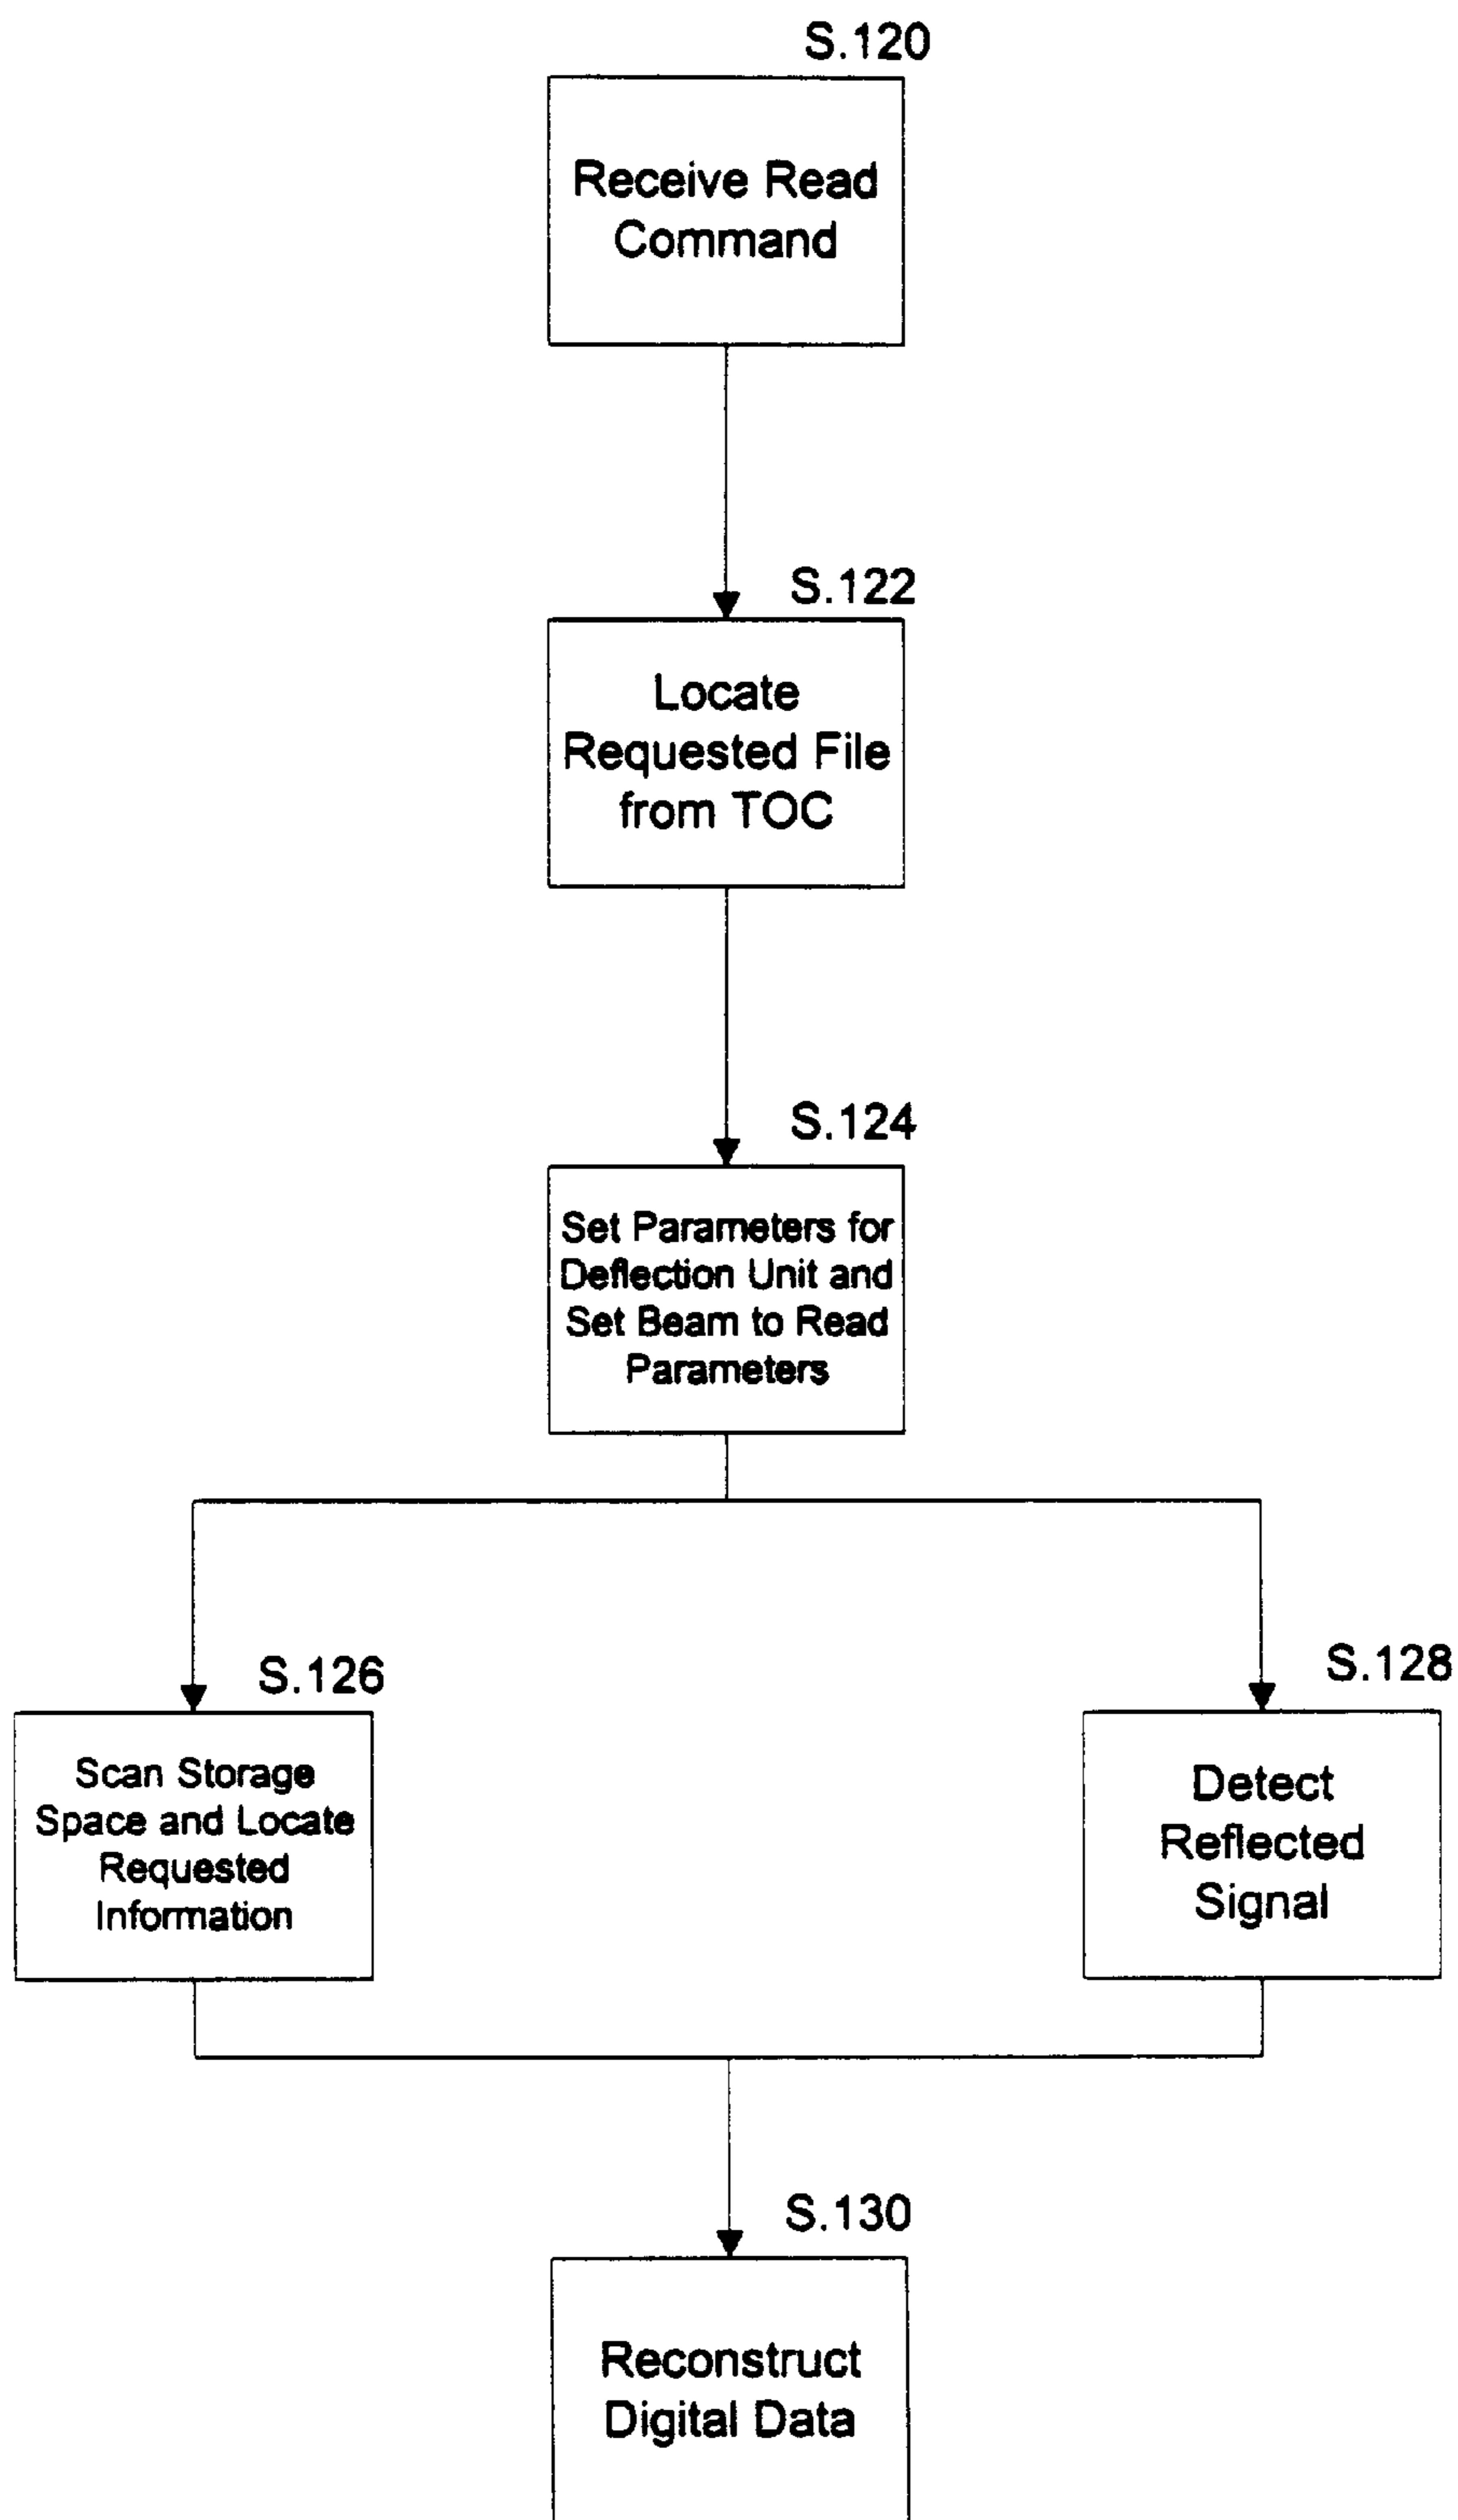 S.120
Receive Read
Command
S.122
Locate
Requested File
from TOC
S.124
Set Parameters for
Deflection Unit and
Set Beam to Read
Parameters
S.126
Scan Storage
Space and Locate
Requested
Information
S.128
Detect
Reflected
Signal
S.130
Reconstruct
Digital Data